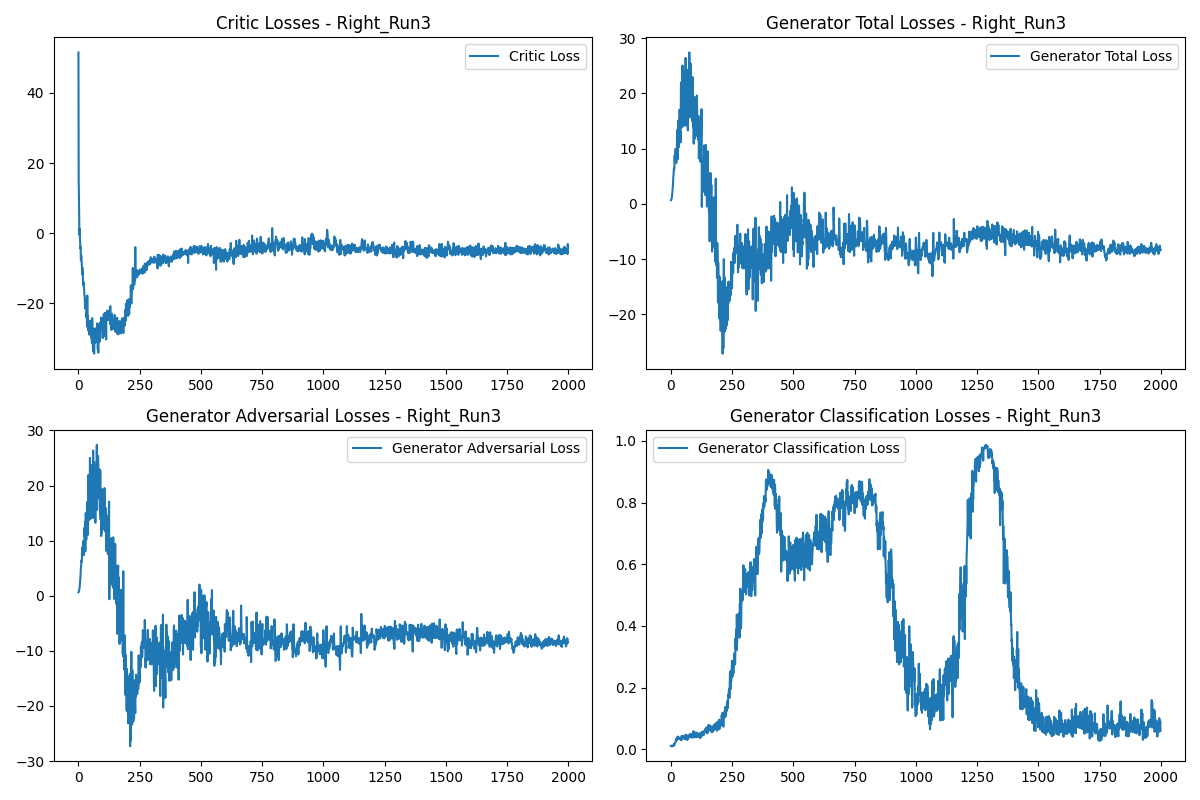 Critic Losses - Right_Run3
Critic Loss
40
20
0
−20
0 250 500 750 1000 1250 1500 1750 2000
Generator Total Losses - Right_Run3
Generator Total Loss
30
20
10
0
−10
−20
0 250 500 750 1000 1250 1500 1750 2000
Generator Adversarial Losses - Right_Run3
Generator Adversarial Loss
30
20
10
0
−10
−20
−30
0 250 500 750 1000 1250 1500 1750 2000
Generator Classification Losses - Right_Run3
Generator Classification Loss
1.0
0.8
0.6
0.4
0.2
0.0
0 250 500 750 1000 1250 1500 1750 2000